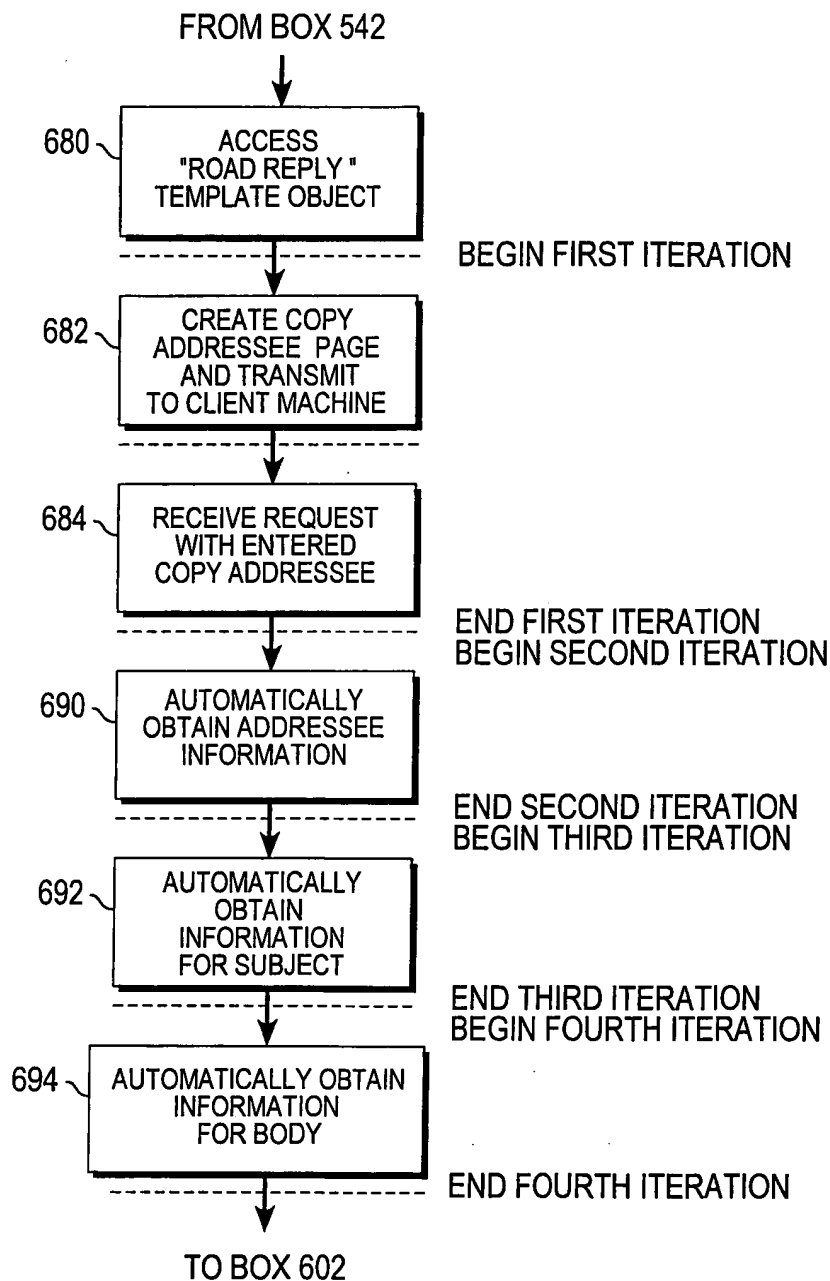 FROM BOX 542
680
ACCESS
"ROAD REPLY "
TEMPLATE OBJECT
BEGIN FIRST ITERATION
682
CREATE COPY
ADDRESSEE PAGE
AND TRANSMIT
TO CLIENT MACHINE
684
RECEIVE REQUEST
WITH ENTERED
COPY ADDRESSEE
END FIRST ITERATION
BEGIN SECOND ITERATION
690
AUTOMATICALLY
OBTAIN ADDRESSEE
INFORMATION
END SECOND ITERATION
BEGIN THIRD ITERATION
692
AUTOMATICALLY
OBTAIN
INFORMATION
FOR SUBJECT
END THIRD ITERATION
BEGIN FOURTH ITERATION
694
AUTOMATICALLY OBTAIN
INFORMATION
FOR BODY
END FOURTH ITERATION
TO BOX 602